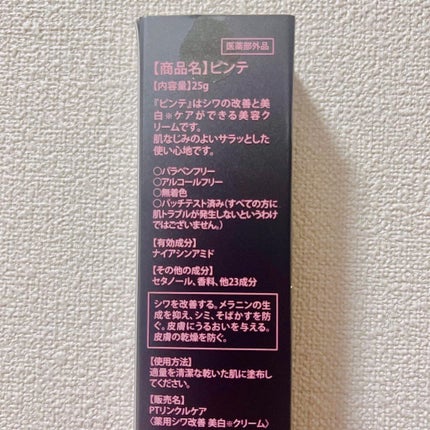 医薬部外品
【商品名】ピンテ
【内容量】25g
『ピンテ』はシワの改善と美
白※ケアができる美容ク
リームです。
肌なじみのよいサラッとした
使い心地です。
○パラベンフリー
○アルコールフリー
○無着色
○パッチテスト済み(すべての方に
肌トラブルが発生しないというわけ
ではございません。)
【有効成分】
ナイアシンアミド
【その他の成分】
セタノール、香料、他23成分
シワを改善する。メラニンの生
成を抑え、シミ、そばかすを防
ぐ。皮膚にうるおいを与える。
皮膚の乾燥を防ぐ。
【使用方法】
適量を清潔な乾いた肌に塗布し
てください。
【販売名】
PTリンクルケア
〈薬用シワ改善 美白※クリーム〉